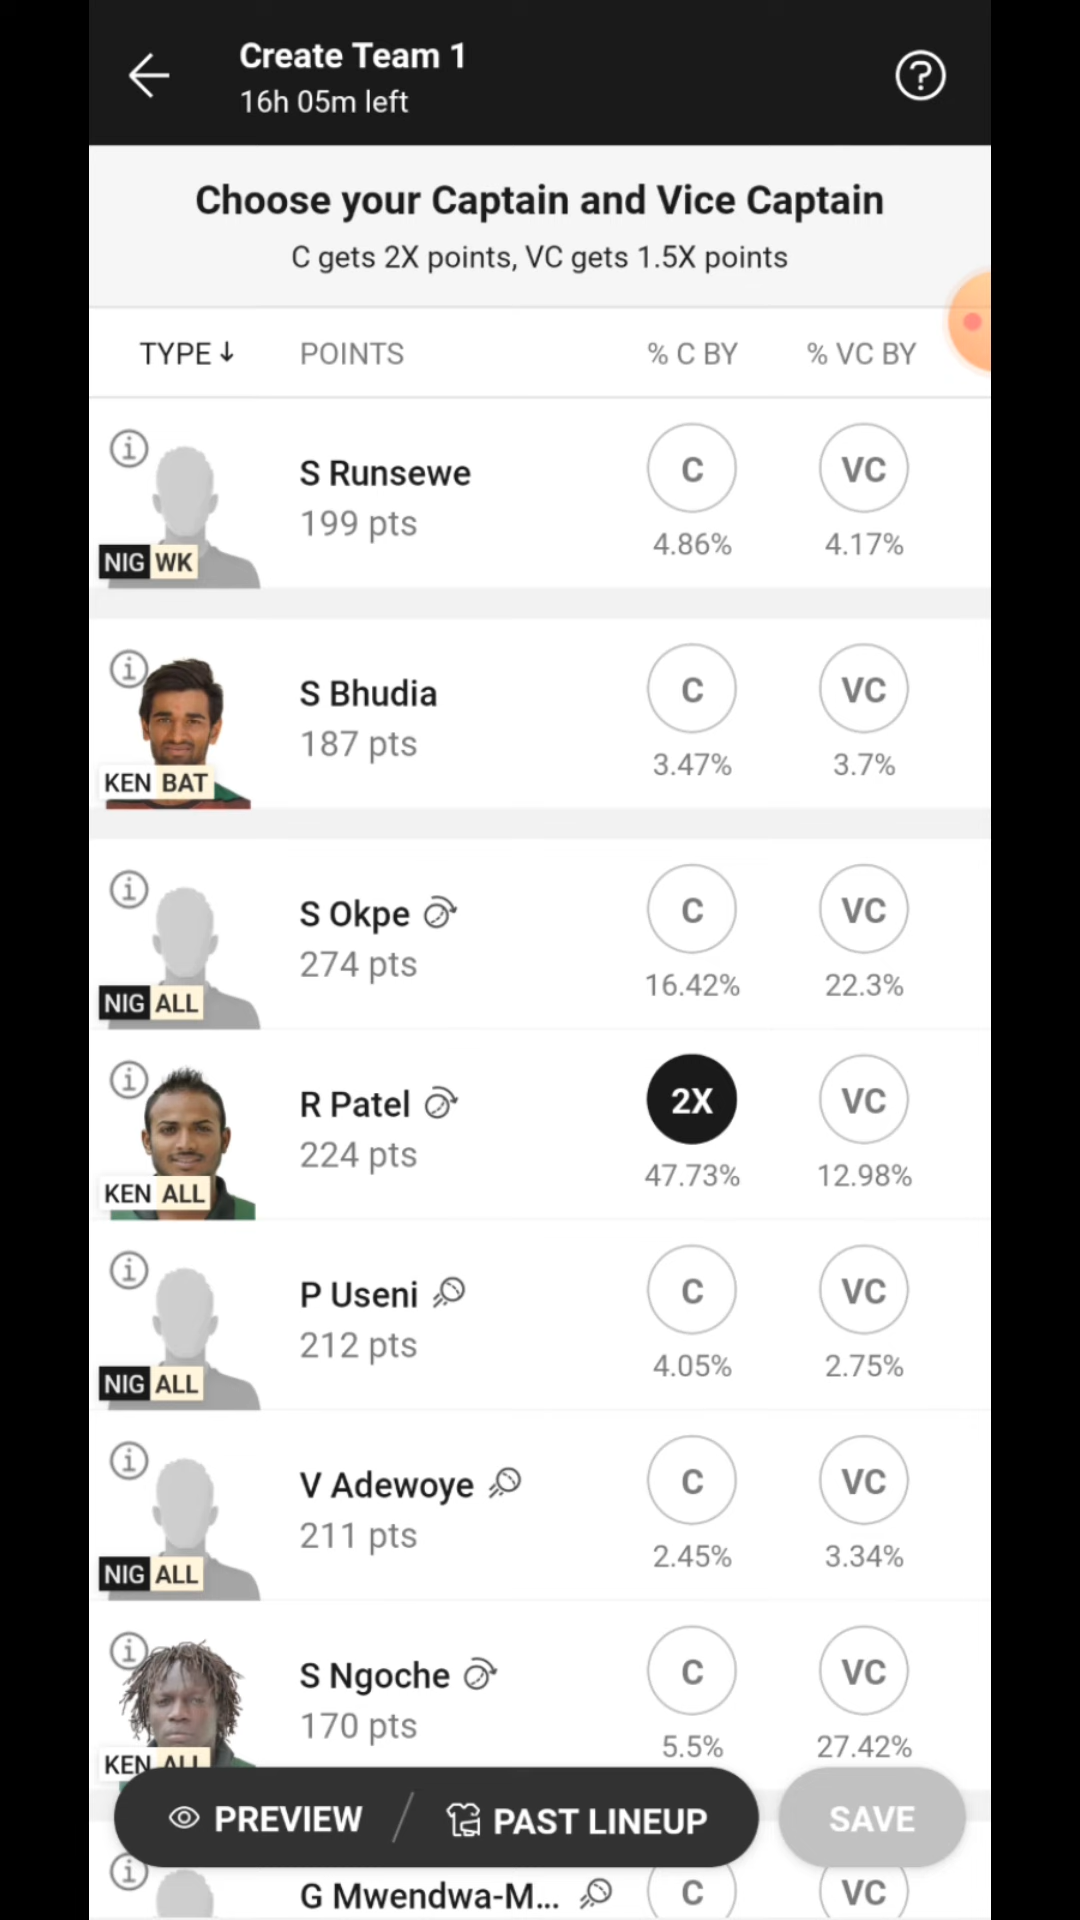 Create Team 1
16h 05m left
Choose your Captain and Vice Captain
C gets 2X points, VC gets 1.5X points
TYPE↓ POINTS % C BY % VC BY
S Runsewe C VC
199 pts 4.86% 4.17%
NIG WK
S Bhudia C VC
187 pts 3.47% 3.7%
KEN BAT
S Okpe C VC
274 pts 16.42% 22.3%
NIG ALL
R Patel 2X VC
224 pts 47.73% 12.98%
KEN ALL
P Useni C VC
212 pts 4.05% 2.75%
NIG ALL
V Adewoye C VC
211 pts 2.45% 3.34%
NIG ALL
S Ngoche C VC
170 pts 5.5% 27.42%
KEN ALL
PREVIEW / PAST LINEUP SAVE
G Mwendwa-M... C VC